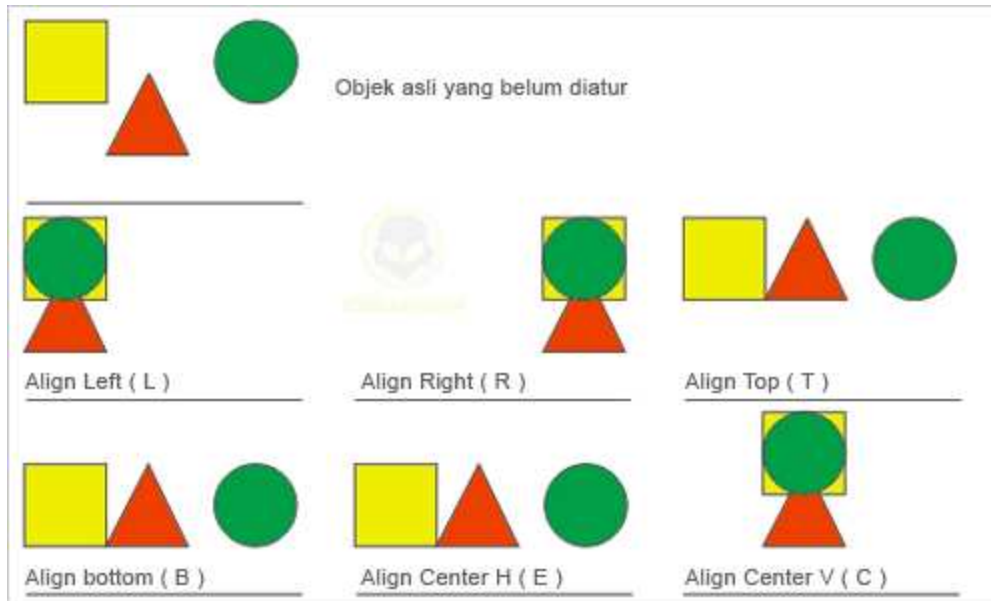 Objek asli yang belum diatur
Align Left ( L )
Align Right ( R )
Align Top ( T )
Align bottom ( B )
Align Center H ( E )
Align Center V ( C )